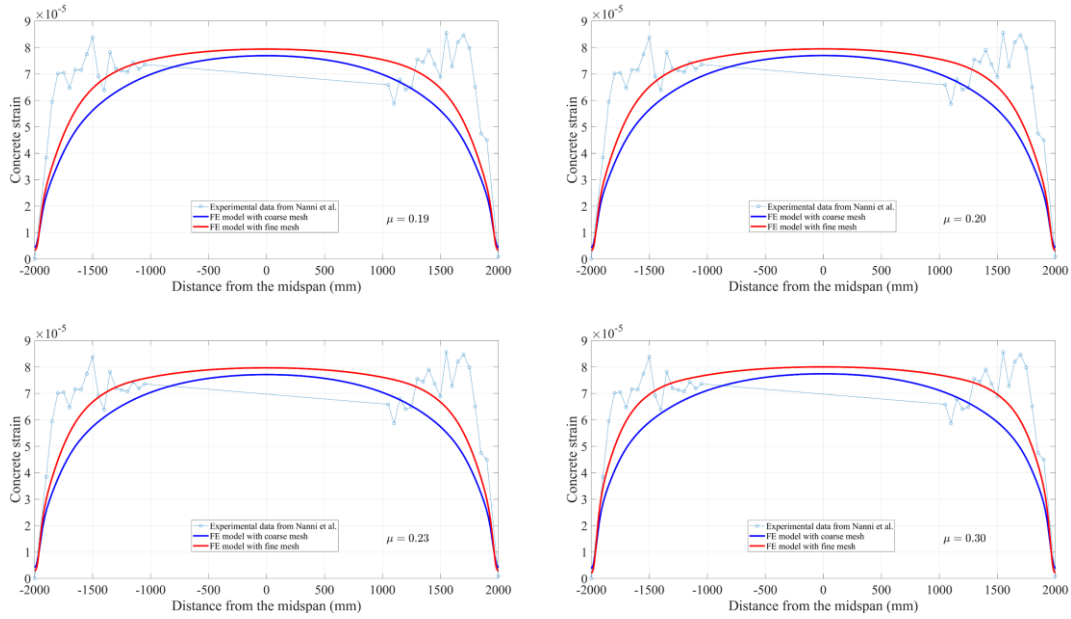 ×10⁻⁵
9
8
7
6
5
4
3
2
1
0
Concrete strain
Experimental data from Nanni et al.
FE model with coarse mesh
FE model with fine mesh
μ = 0.19
-2000 -1500 -1000 -500 0 500 1000 1500 2000
Distance from the midspan (mm)
×10⁻⁵
9
8
7
6
5
4
3
2
1
0
Concrete strain
Experimental data from Nanni et al.
FE model with coarse mesh
FE model with fine mesh
μ = 0.20
-2000 -1500 -1000 -500 0 500 1000 1500 2000
Distance from the midspan (mm)
×10⁻⁵
9
8
7
6
5
4
3
2
1
0
Concrete strain
Experimental data from Nanni et al.
FE model with coarse mesh
FE model with fine mesh
μ = 0.23
-2000 -1500 -1000 -500 0 500 1000 1500 2000
Distance from the midspan (mm)
×10⁻⁵
9
8
7
6
5
4
3
2
1
0
Concrete strain
Experimental data from Nanni et al.
FE model with coarse mesh
FE model with fine mesh
μ = 0.30
-2000 -1500 -1000 -500 0 500 1000 1500 2000
Distance from the midspan (mm)